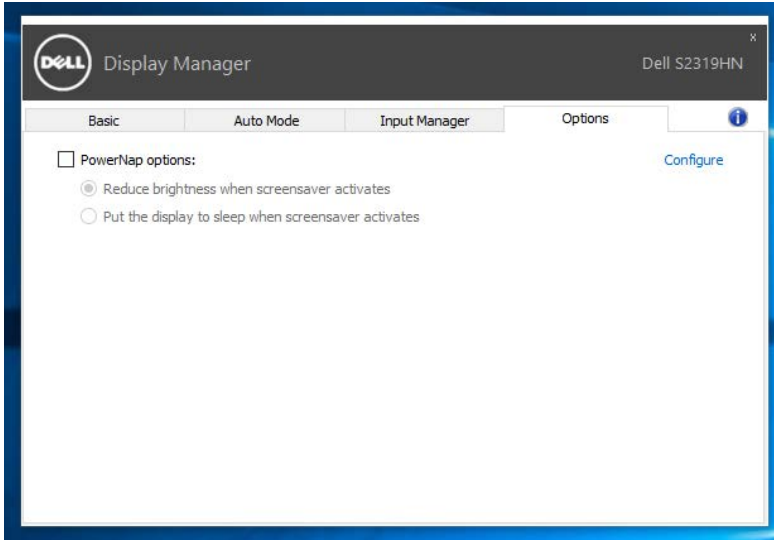 x
DELL Display Manager Dell S2319HN
Basic Auto Mode Input Manager Options i
PowerNap options: Configure
Reduce brightness when screensaver activates
Put the display to sleep when screensaver activates